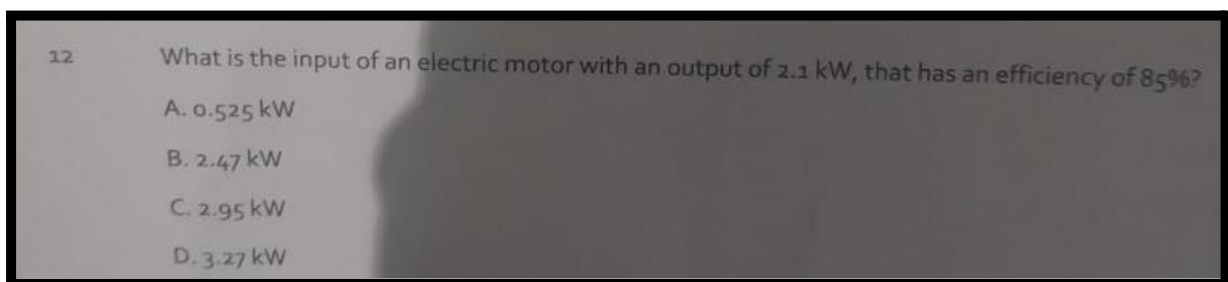 12 What is the input of an electric motor with an output of 2.1 kW, that has an efficiency of 85%?
A. 0.525 kW
B. 2.47 kW
C. 2.95 kW
D. 3.27 kW